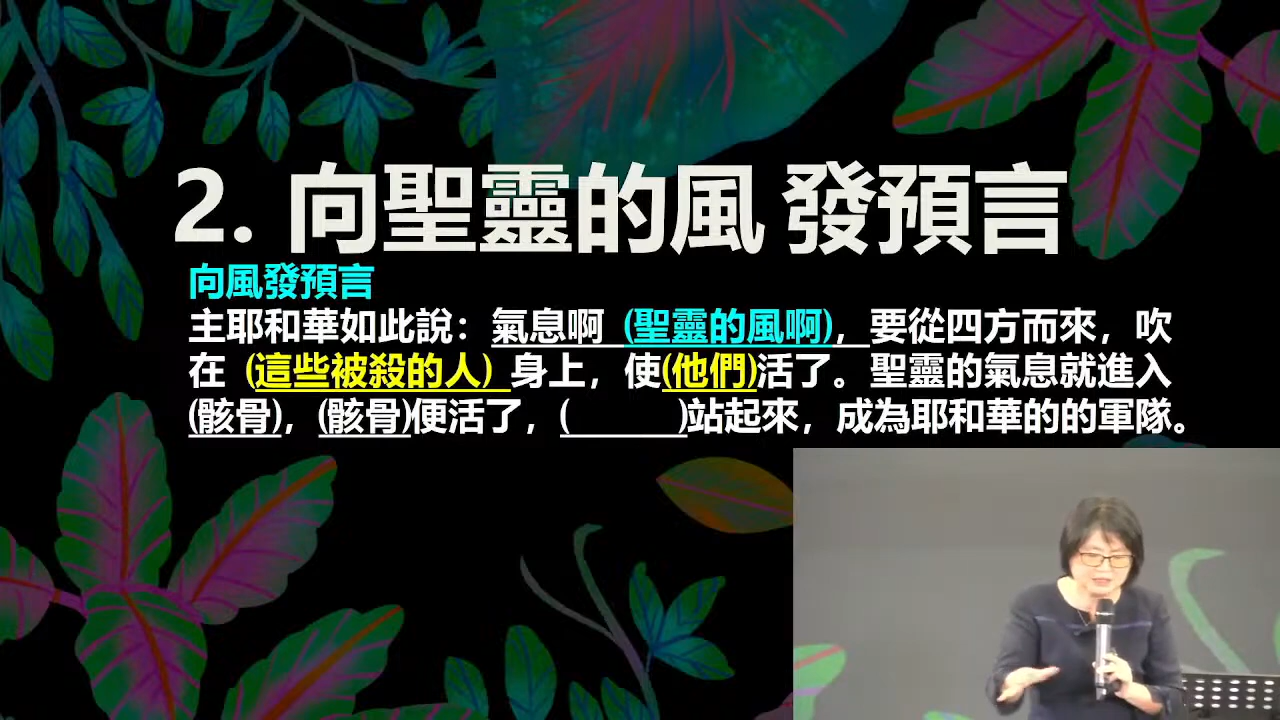 2. 向聖靈的風 發預言
向風發預言
主耶和華如此說：氣息啊 (聖靈的風啊)，要從四方而來，吹
在 (這些被殺的人) 身上，使(他們)活了。聖靈的氣息就進入
(骸骨)，(骸骨)便活了，(　　　)站起來，成為耶和華的的軍隊。